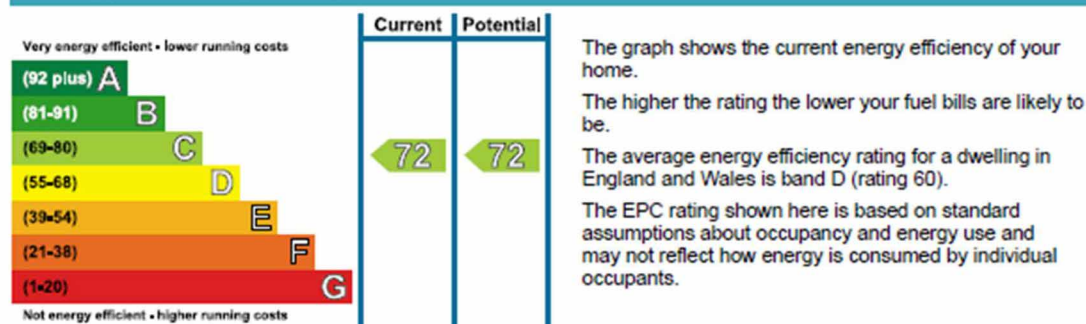 Current Potential
Very energy efficient • lower running costs
(92 plus) A
(81-91) B
(69-80) C
72 72
(55-68) D
(39-54) E
(21-38) F
(1-20) G
Not energy efficient • higher running costs
The graph shows the current energy efficiency of your
home.
The higher the rating the lower your fuel bills are likely to
be.
The average energy efficiency rating for a dwelling in
England and Wales is band D (rating 60).
The EPC rating shown here is based on standard
assumptions about occupancy and energy use and
may not reflect how energy is consumed by individual
occupants.